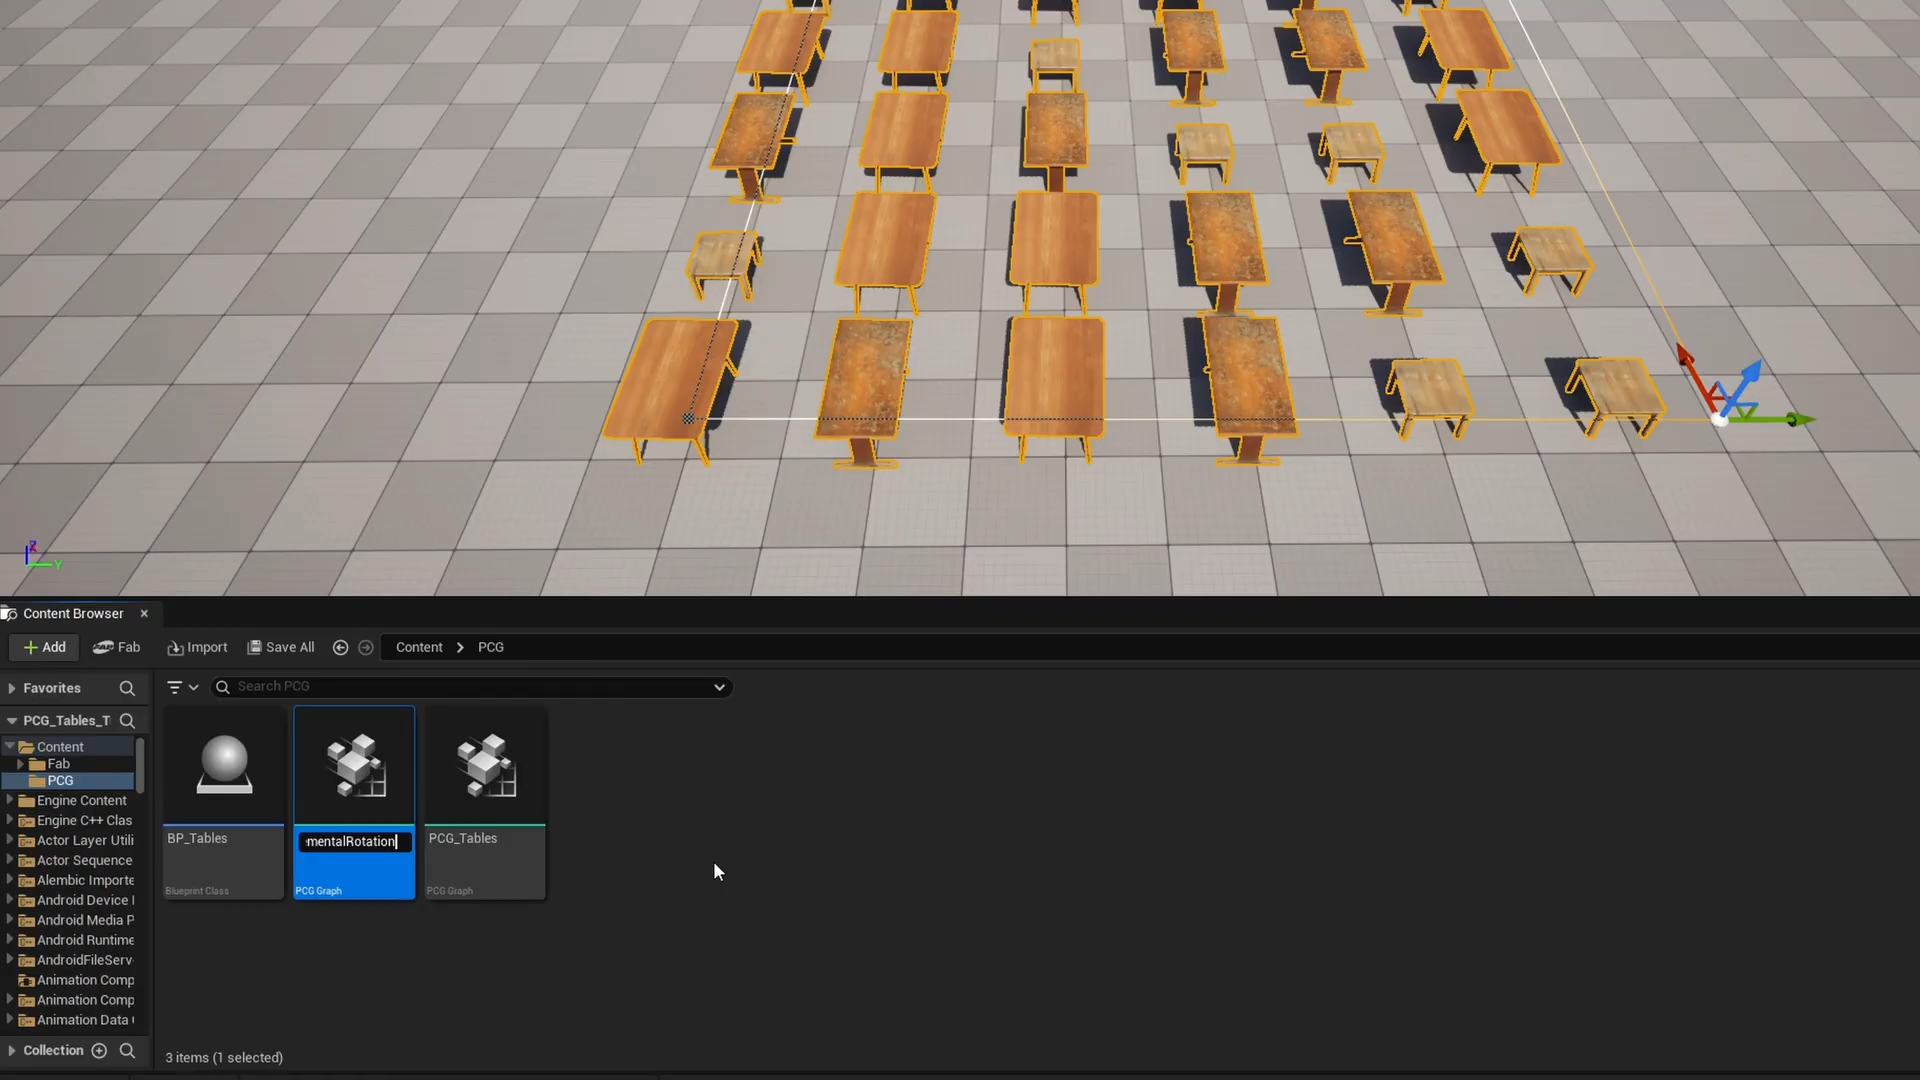 Z
Y
Content Browser
Add
Fab
Import
Save All
Content
PCG
Favorites
Search PCG
PCG_Tables_T
Content
Fab
PCG
Engine Content
Engine C++ Clas
Actor Layer Utili
Actor Sequence
Alembic Importe
Android Device
Android Media P
Android Runtime
AndroidFileServ
Animation Comp
Animation Comp
Animation Data
BP_Tables
Blueprint Class
mentalRotation
PCG Graph
PCG_Tables
PCG Graph
Collection
3 items (1 selected)